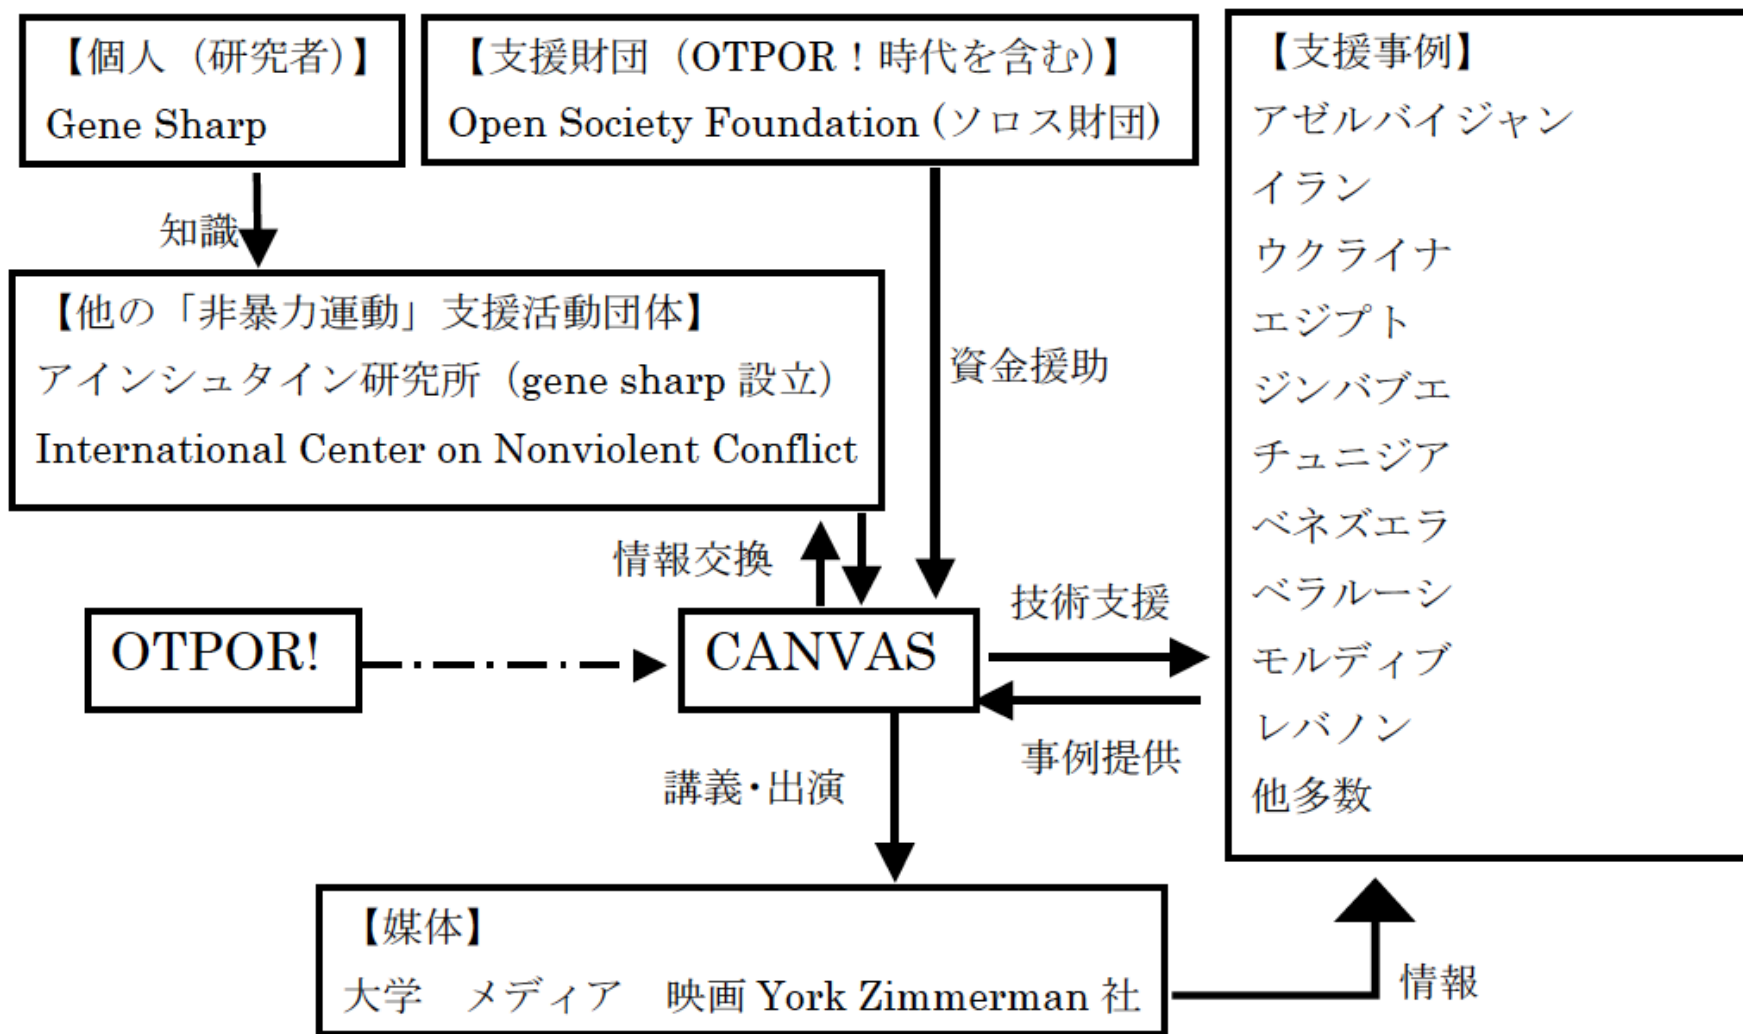 【個人（研究者）】
Gene Sharp
【支援財団（OTPOR！時代を含む）】
Open Society Foundation (ソロス財団)
【支援事例】
アゼルバイジャン
イラン
ウクライナ
エジプト
ジンバブエ
チュニジア
ベネズエラ
ベラルーシ
モルディブ
レバノン
他多数
知識
【他の「非暴力運動」支援活動団体】
アインシュタイン研究所（gene sharp 設立）
International Center on Nonviolent Conflict
資金援助
情報交換
技術支援
OTPOR!
CANVAS
事例提供
講義・出演
【媒体】
大学　メディア　映画 York Zimmerman 社
情報